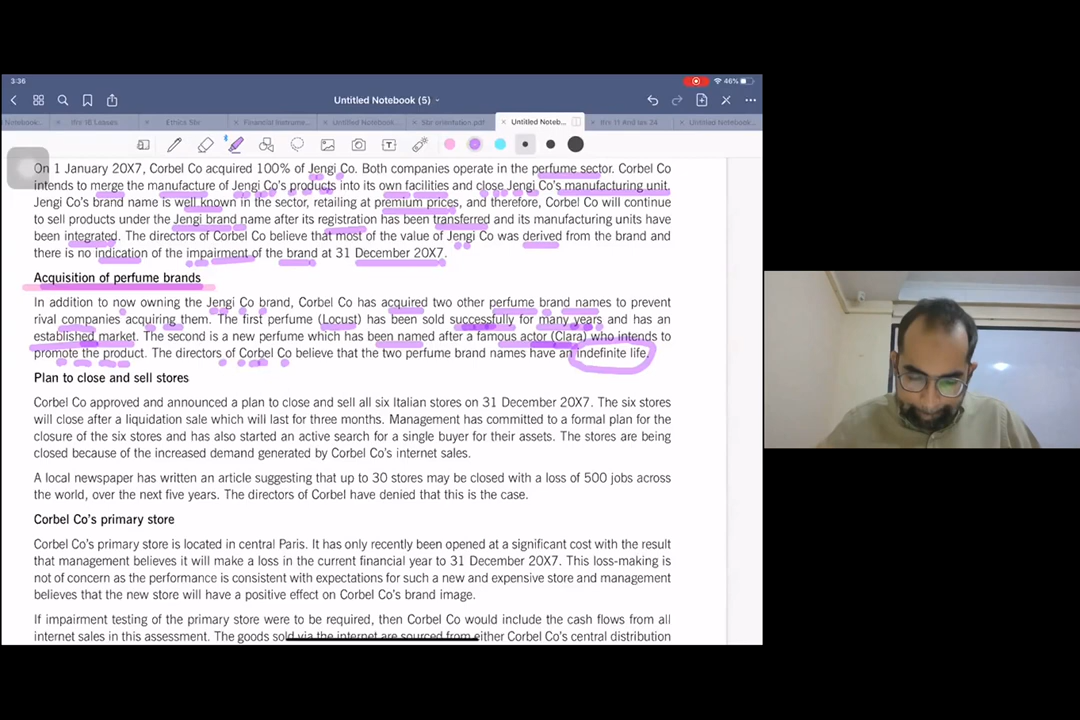 3:36
46%
Untitled Notebook (5)
Notebook...
IAS 16 Leases
Ethics Sbr
Financial Instrume...
Untitled Notebook...
Sbr orientation.pdf
Untitled Noteb...
Untitled Notebook...
On 1 January 20X7, Corbel Co acquired 100% of Jengi Co. Both companies operate in the perfume sector. Corbel Co
intends to merge the manufacture of Jengi Co's products into its own facilities and close Jengi Co's manufacturing unit.
Jengi Co's brand name is well known in the sector, retailing at premium prices, and therefore, Corbel Co will continue
to sell products under the Jengi brand name after its registration has been transferred and its manufacturing units have
been integrated. The directors of Corbel Co believe that most of the value of Jengi Co was derived from the brand and
there is no indication of the impairment of the brand at 31 December 20X7.
Acquisition of perfume brands
In addition to now owning the Jengi Co brand, Corbel Co has acquired two other perfume brand names to prevent
rival companies acquiring them. The first perfume (Locust) has been sold successfully for many years and has an
established market. The second is a new perfume which has been named after a famous actor (Clara) who intends to
promote the product. The directors of Corbel Co believe that the two perfume brand names have an indefinite life.
Plan to close and sell stores
Corbel Co approved and announced a plan to close and sell all six Italian stores on 31 December 20X7. The six stores
will close after a liquidation sale which will last for three months. Management has committed to a formal plan for the
closure of the six stores and has also started an active search for a single buyer for their assets. The stores are being
closed because of the increased demand generated by Corbel Co's internet sales.
A local newspaper has written an article suggesting that up to 30 stores may be closed with a loss of 500 jobs across
the world, over the next five years. The directors of Corbel have denied that this is the case.
Corbel Co's primary store
Corbel Co's primary store is located in central Paris. It has only recently been opened at a significant cost with the result
that management believes it will make a loss in the current financial year to 31 December 20X7. This loss-making is
not of concern as the performance is consistent with expectations for such a new and expensive store and management
believes that the new store will have a positive effect on Corbel Co's brand image.
If impairment testing of the primary store were to be required, then Corbel Co would include the cash flows from all
internet sales in this assessment. The goods sold via the internet are sourced from either Corbel Co's central distribution